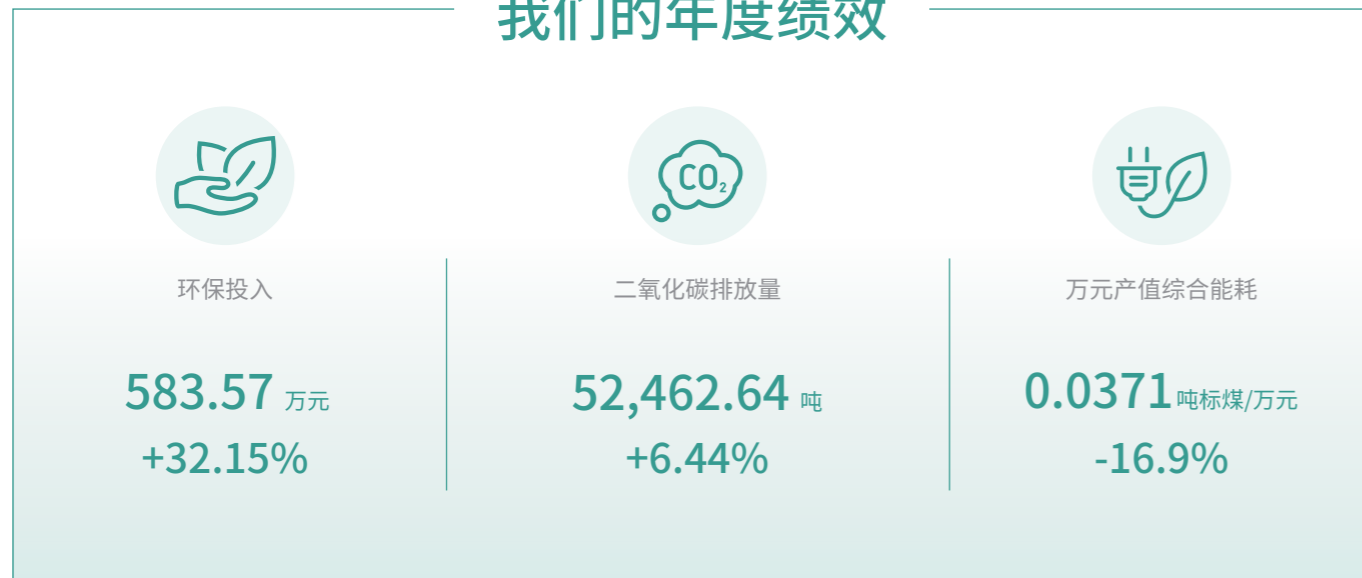 我们的年度绩效
CO₂
环保投入
二氧化碳排放量
万元产值综合能耗
583.57 万元
+32.15%
52,462.64 吨
+6.44%
0.0371 吨标煤/万元
-16.9%